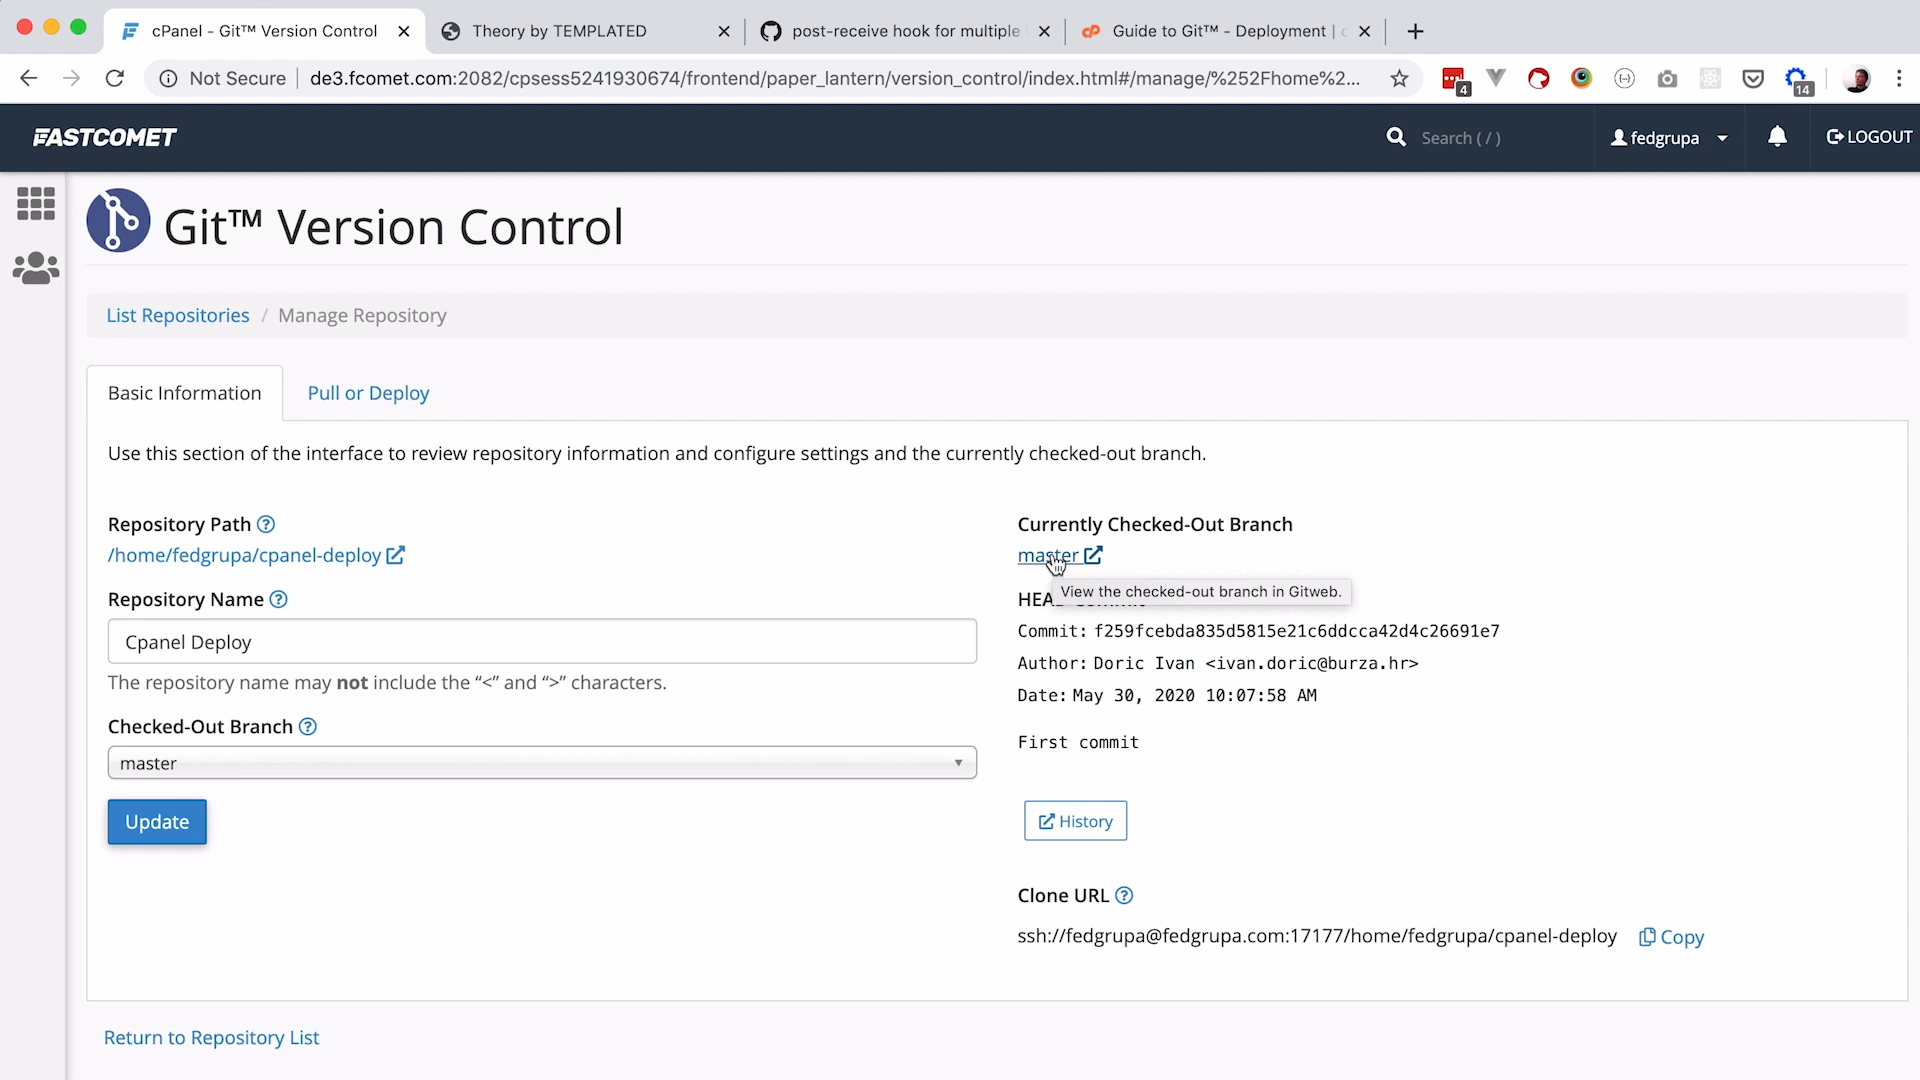 cPanel - Git™ Version Control
Theory by TEMPLATED
post-receive hook for multiple
Guide to Git™ - Deployment |
Not Secure
de3.fcomet.com:2082/cpsess5241930674/frontend/paper_lantern/version_control/index.html#/manage/%252Fhome%2...
4
14
FASTCOMET
Search ( / )
fedgrupa
LOGOUT
Git™ Version Control
List Repositories / Manage Repository
Basic Information
Pull or Deploy
Use this section of the interface to review repository information and configure settings and the currently checked-out branch.
Repository Path
/home/fedgrupa/cpanel-deploy
Repository Name
Cpanel Deploy
The repository name may not include the “<” and “>” characters.
Checked-Out Branch
master
Update
Currently Checked-Out Branch
master
View the checked-out branch in Gitweb.
HEAD Commit
Commit: f259fcebda835d5815e21c6ddcca42d4c26691e7
Author: Doric Ivan <ivan.doric@burza.hr>
Date: May 30, 2020 10:07:58 AM
First commit
History
Clone URL
ssh://fedgrupa@fedgrupa.com:17177/home/fedgrupa/cpanel-deploy
Copy
Return to Repository List